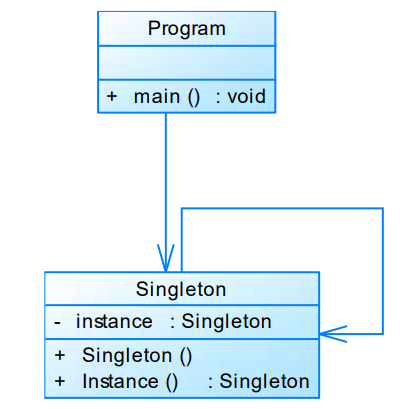 Program
+ main () : void
Singleton
- instance : Singleton
+ Singleton ()
+ Instance () : Singleton